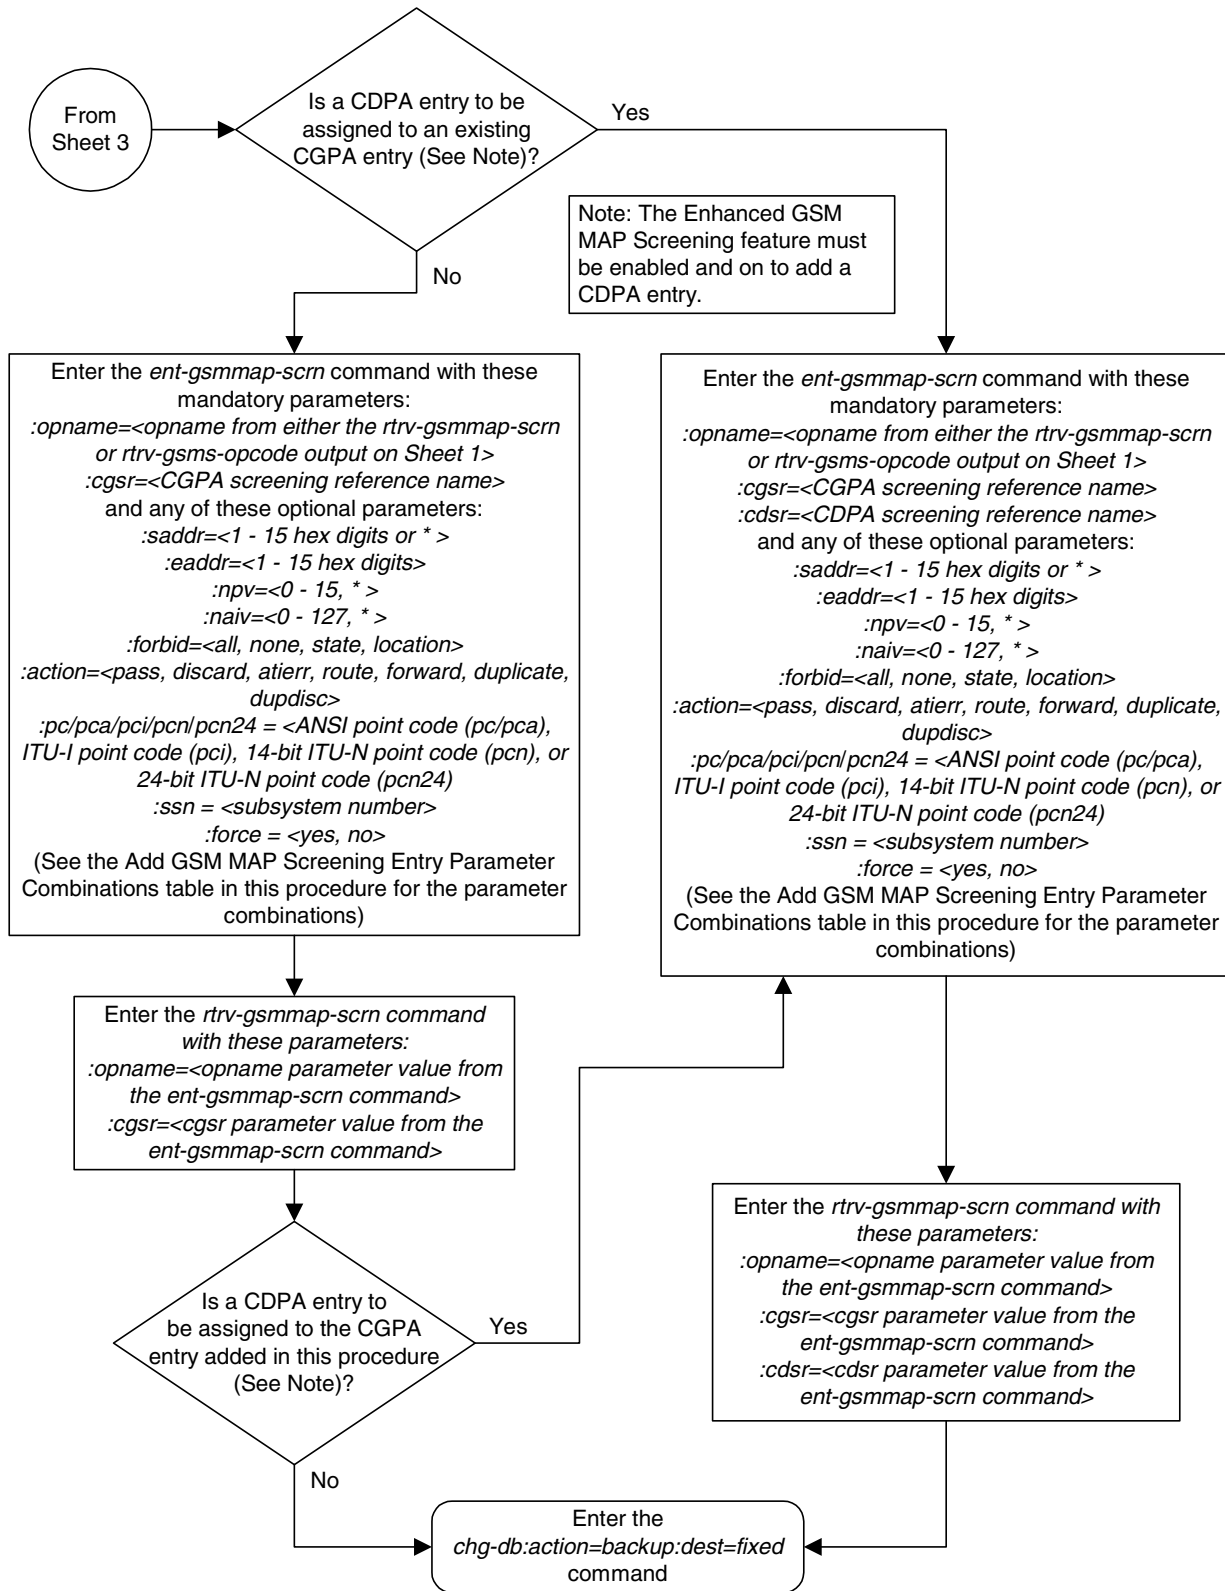 From
Sheet 3
Is a CDPA entry to be
assigned to an existing
CGPA entry (See Note)?
Yes
No
Note: The Enhanced GSM
MAP Screening feature must
be enabled and on to add a
CDPA entry.
Enter the ent-gsmmap-scrn command with these
mandatory parameters:
:opname=<opname from either the rtrv-gsmmap-scrn
or rtrv-gsms-opcode output on Sheet 1>
:cgsr=<CGPA screening reference name>
and any of these optional parameters:
:saddr=<1 - 15 hex digits or * >
:eaddr=<1 - 15 hex digits>
:npv=<0 - 15, * >
:naiv=<0 - 127, * >
:forbid=<all, none, state, location>
:action=<pass, discard, atierr, route, forward, duplicate,
dupdisc>
:pc/pca/pci/pcn/pcn24 = <ANSI point code (pc/pca),
ITU-I point code (pci), 14-bit ITU-N point code (pcn), or
24-bit ITU-N point code (pcn24)
:ssn = <subsystem number>
:force = <yes, no>
(See the Add GSM MAP Screening Entry Parameter
Combinations table in this procedure for the parameter
combinations)
Enter the ent-gsmmap-scrn command with these
mandatory parameters:
:opname=<opname from either the rtrv-gsmmap-scrn
or rtrv-gsms-opcode output on Sheet 1>
:cgsr=<CGPA screening reference name>
:cdsr=<CDPA screening reference name>
and any of these optional parameters:
:saddr=<1 - 15 hex digits or * >
:eaddr=<1 - 15 hex digits>
:npv=<0 - 15, * >
:naiv=<0 - 127, * >
:forbid=<all, none, state, location>
:action=<pass, discard, atierr, route, forward, duplicate,
dupdisc>
:pc/pca/pci/pcn/pcn24 = <ANSI point code (pc/pca),
ITU-I point code (pci), 14-bit ITU-N point code (pcn), or
24-bit ITU-N point code (pcn24)
:ssn = <subsystem number>
:force = <yes, no>
(See the Add GSM MAP Screening Entry Parameter
Combinations table in this procedure for the parameter
combinations)
Enter the rtrv-gsmmap-scrn command
with these parameters:
:opname=<opname parameter value from
the ent-gsmmap-scrn command>
:cgsr=<cgsr parameter value from the
ent-gsmmap-scrn command>
Is a CDPA entry to
be assigned to the CGPA
entry added in this procedure
(See Note)?
Yes
No
Enter the rtrv-gsmmap-scrn command with
these parameters:
:opname=<opname parameter value from
the ent-gsmmap-scrn command>
:cgsr=<cgsr parameter value from the
ent-gsmmap-scrn command>
:cdsr=<cdsr parameter value from the
ent-gsmmap-scrn command>
Enter the
chg-db:action=backup:dest=fixed
command